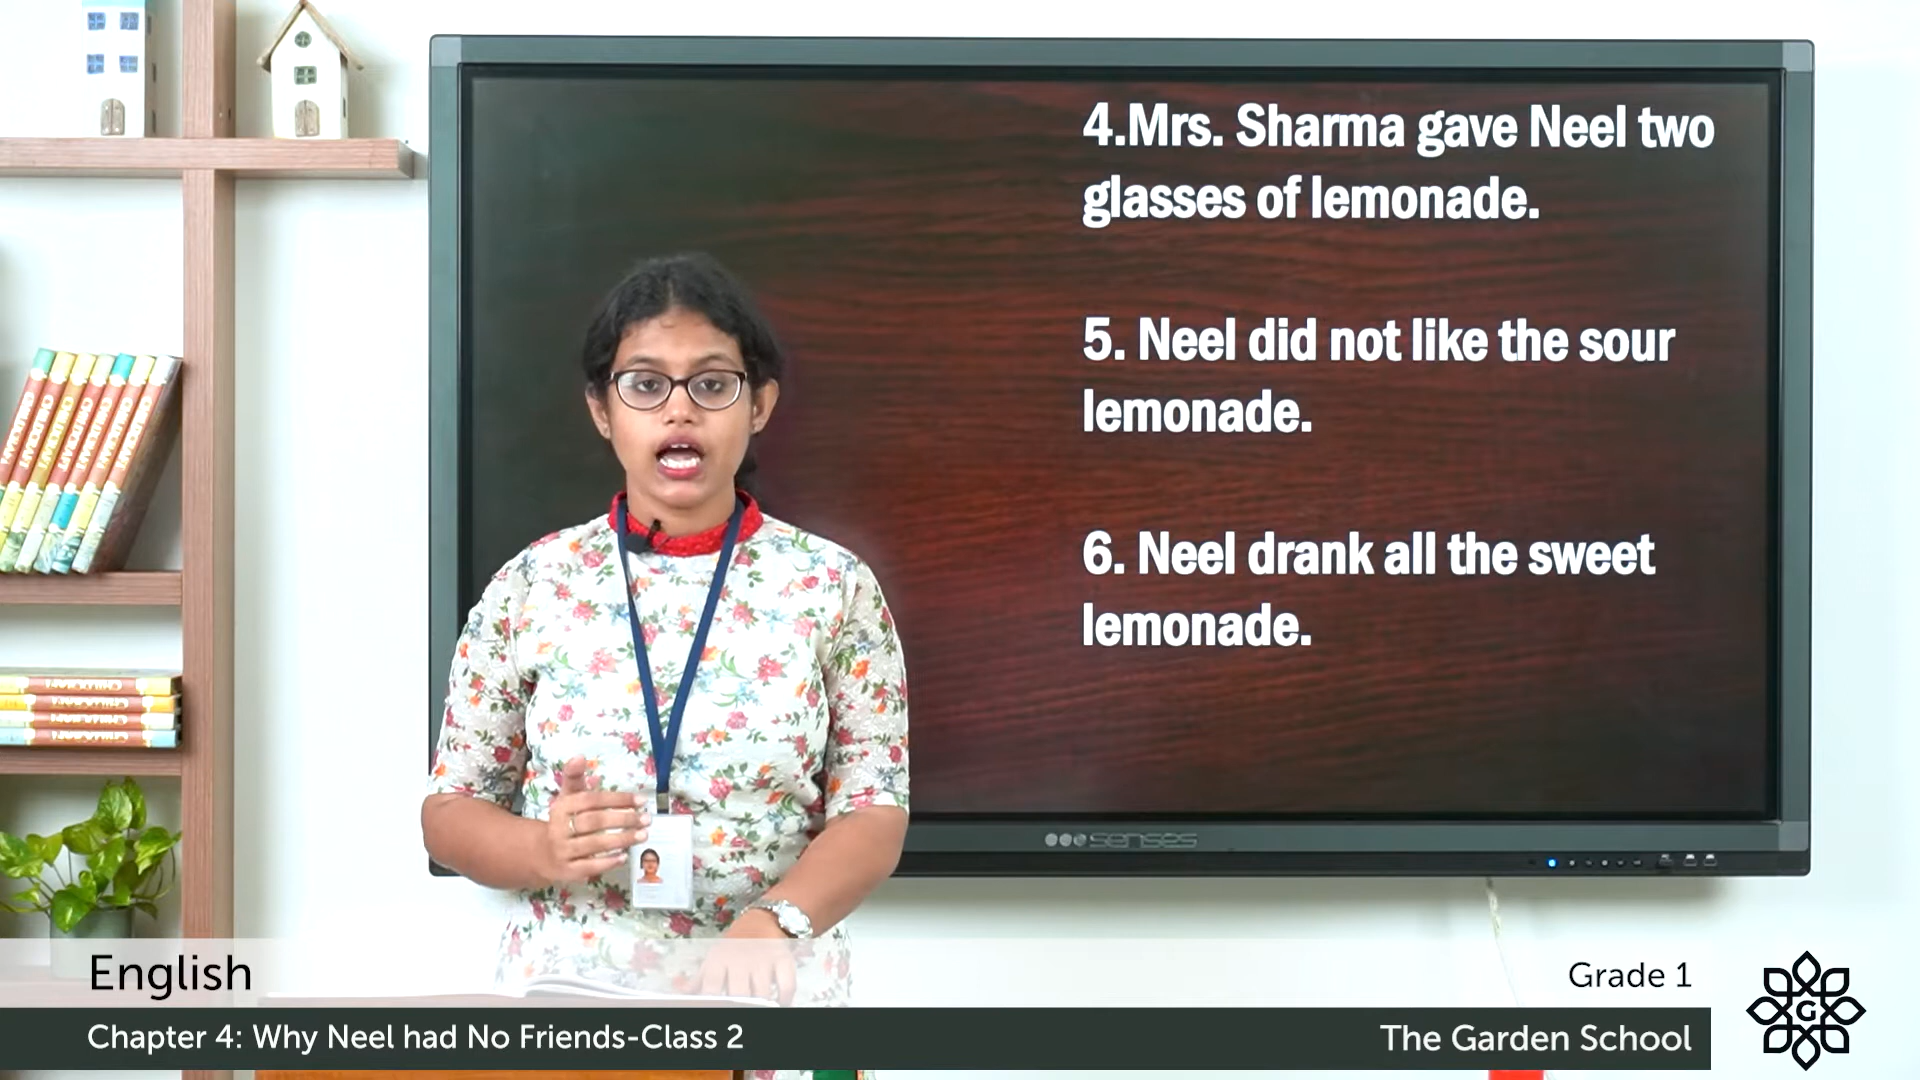 4.Mrs. Sharma gave Neel two
glasses of lemonade.
5. Neel did not like the sour
lemonade.
6. Neel drank all the sweet
lemonade.
senses
English
Grade 1
Chapter 4: Why Neel had No Friends-Class 2
The Garden School
G